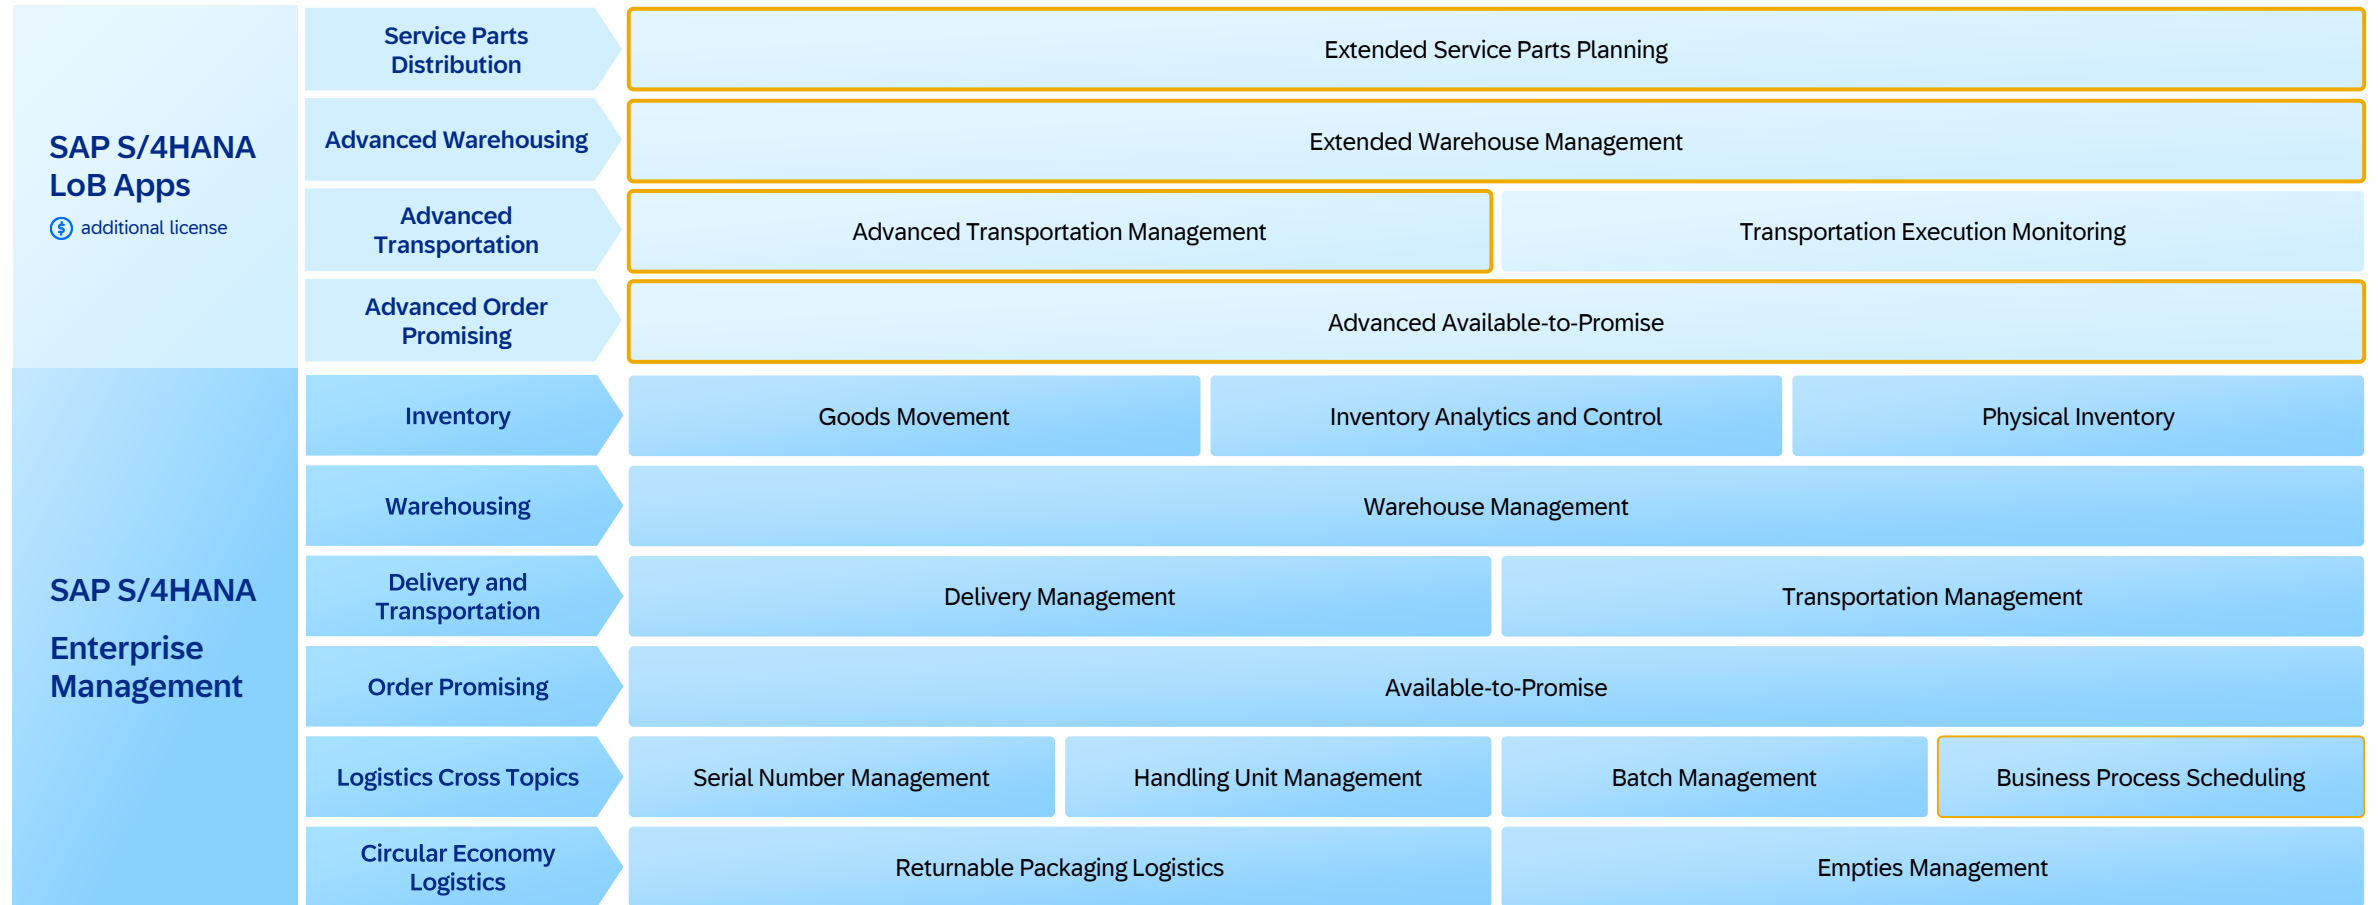 SAP S/4HANA
LoB Apps
additional license
Service Parts
Distribution
Extended Service Parts Planning
Advanced Warehousing
Extended Warehouse Management
Advanced
Transportation
Advanced Transportation Management
Transportation Execution Monitoring
Advanced Order
Promising
Advanced Available-to-Promise
SAP S/4HANA
Enterprise
Management
Inventory
Goods Movement
Inventory Analytics and Control
Physical Inventory
Warehousing
Warehouse Management
Delivery and
Transportation
Delivery Management
Transportation Management
Order Promising
Available-to-Promise
Logistics Cross Topics
Serial Number Management
Handling Unit Management
Batch Management
Business Process Scheduling
Circular Economy
Logistics
Returnable Packaging Logistics
Empties Management